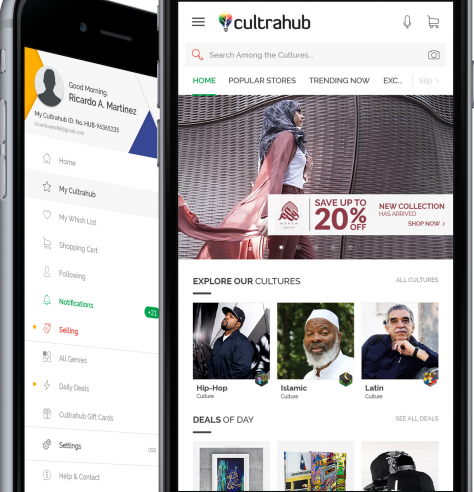 Good Morning,
Ricardo A. Martinez
My Cultrahub ID: No. HUB-96365235
Home
My Cultrahub
My Whish List
Shopping Cart
Following
Notifications
+21
Selling
All Genres
Daily Deals
Cultrahub Gift Cards
Settings
USD
Help & Contact
cultrahub
Search Among the Cultures...
HOME POPULAR STORES TRENDING NOW EXC... Slip >
SAVE UP TO
20% OFF
NEW COLLECTION
HAS ARRIVED
SHOP NOW >
EXPLORE OUR CULTURES
ALL CULTURES
Hip-Hop
Culture
Islamic
Culture
Latin
Culture
DEALS OF DAY
SEE ALL DEALS